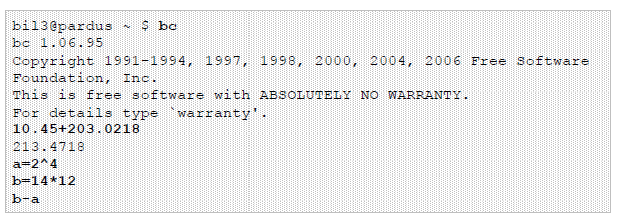 bil3@pardus ~ $ bc
bc 1.06.95
Copyright 1991-1994, 1997, 1998, 2000, 2004, 2006 Free Software
Foundation, Inc.
This is free software with ABSOLUTELY NO WARRANTY.
For details type `warranty'.
10.45+203.0218
213.4718
a=2^4
b=14*12
b-a